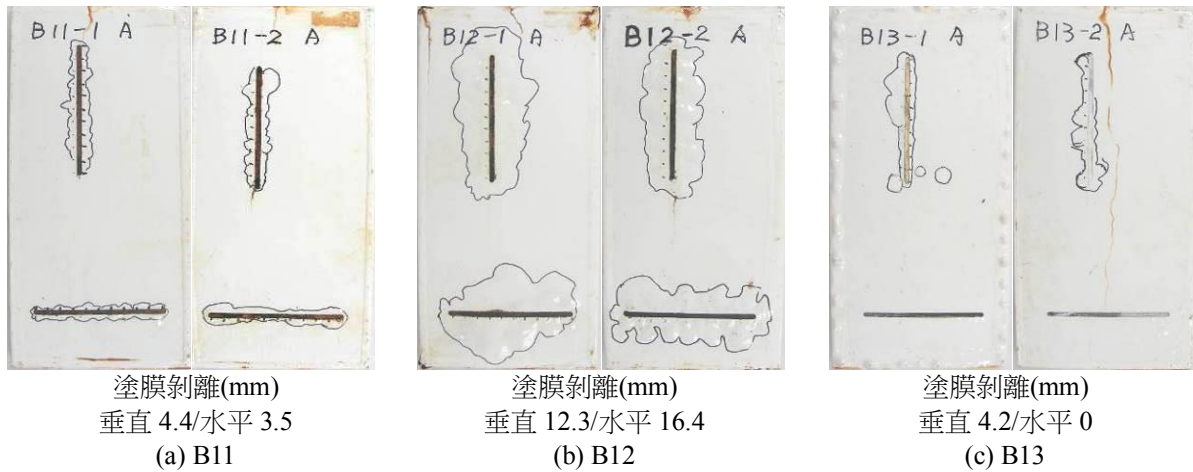 B11-1 A
B11-2 A
B12-1 A
B12-2 A
B13-1 A
B13-2 A
塗膜剝離(mm)
垂直 4.4/水平 3.5
(a) B11
塗膜剝離(mm)
垂直 12.3/水平 16.4
(b) B12
塗膜剝離(mm)
垂直 4.2/水平 0
(c) B13